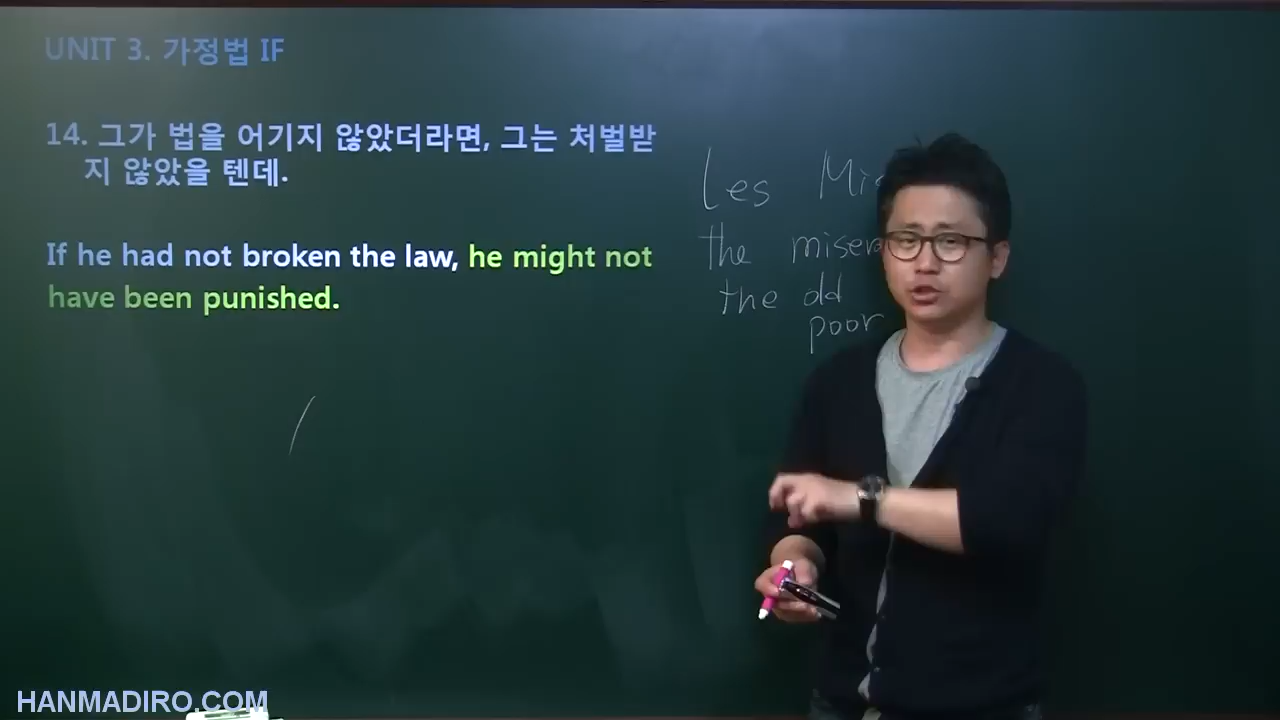 UNIT 3. 가정법 IF
14. 그가 법을 어기지 않았더라면, 그는 처벌받
지 않았을 텐데.
If he had not broken the law, he might not
have been punished.
Les
the
the old
poor
HANMADIRO.COM